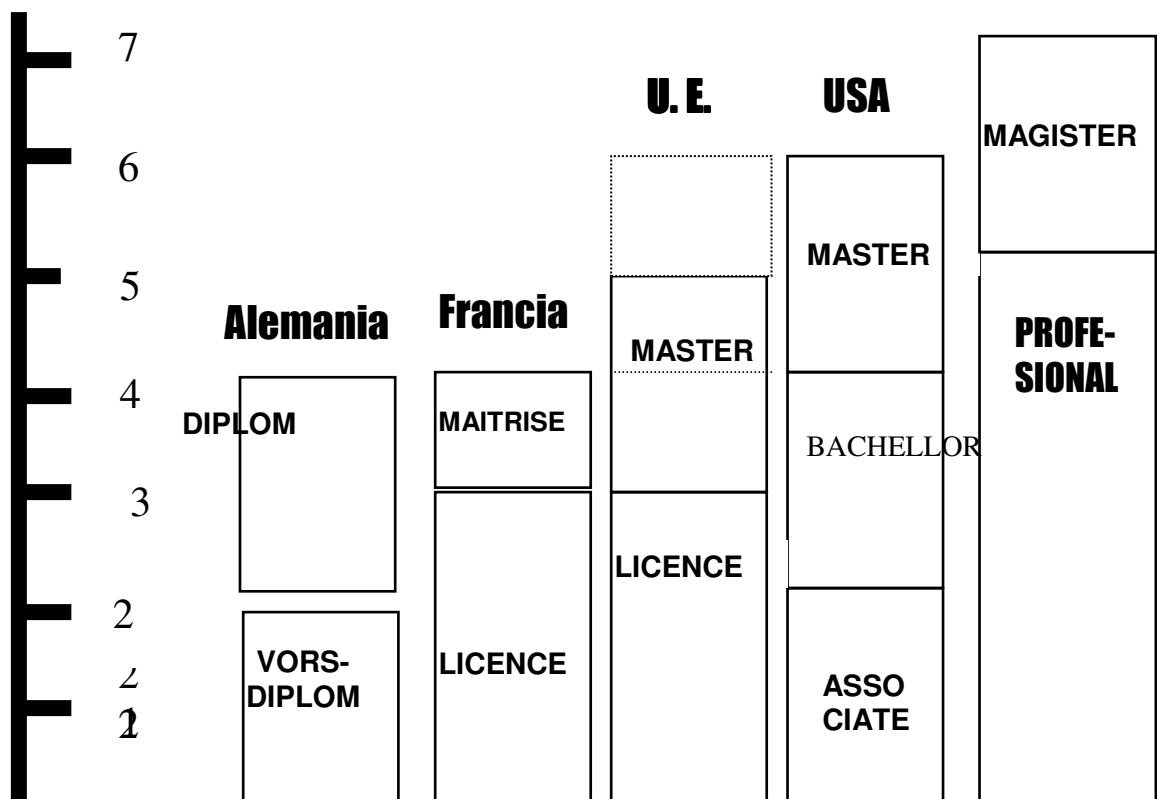 7
6
5
4
3
2
U. E.
USA
Alemania
Francia
MAGISTER
MASTER
PROFE-
SIONAL
MASTER
DIPLOM
MAITRISE
BACHELLOR
LICENCE
VORS-
DIPLOM
LICENCE
ASSO
CIATE